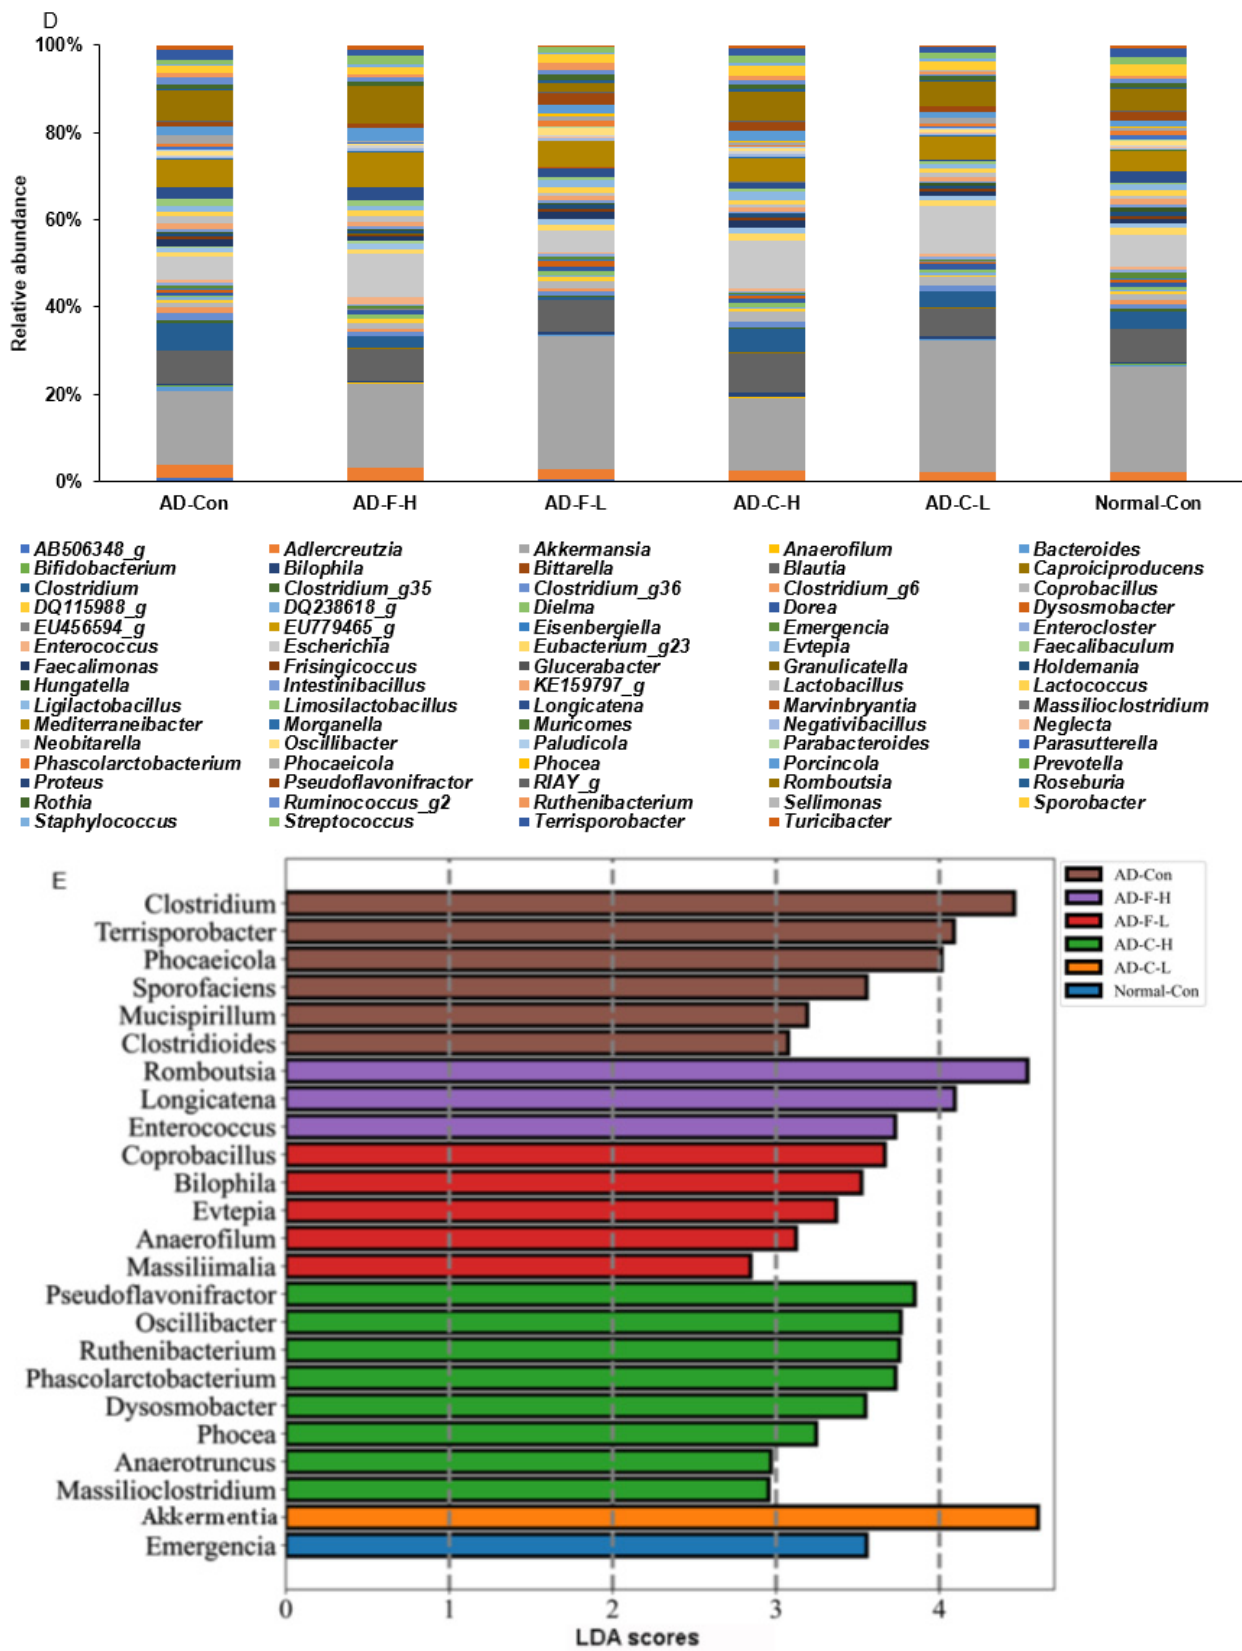 D
100%
80%
60%
40%
20%
0%
Relative abundance
AD-Con AD-F-H AD-F-L AD-C-H AD-C-L Normal-Con
AB506348_g Adlercreutzia Akkermansia Anaerofilum Bacteroides
Bifidobacterium Bilophila Bittarella Blautia Caproiciproducens
Clostridium Clostridium_g35 Clostridium_g36 Clostridium_g6 Coprobacillus
DQ115988_g DQ238618_g Dielma Dorea Dysosmobacter
EU456594_g EU779465_g Eisenbergiella Emergencia Enterocloster
Enterococcus Escherichia Eubacterium_g23 Evtepia Faecalibaculum
Faecalimonas Frisingicoccus Glucerabacter Granulicatella Holdemania
Hungatella Intestinibacillus KE159797_g Lactobacillus Lactococcus
Ligilactobacillus Limosilactobacillus Longicatena Marvinbryantia Massilioclostridium
Mediterraneibacter Morganella Muricomes Negativibacillus Neglecta
Neobitarella Oscillibacter Paludicola Parabacteroides Parasutterella
Phascolarctobacterium Phocaeicola Phocea Porcincola Prevotella
Proteus Pseudoflavonifractor RIAY_g Romboutsia Roseburia
Rothia Ruminococcus_g2 Ruthenibacterium Sellimonas Sporobacter
Staphylococcus Streptococcus Terrisporobacter Turicibacter
E
Clostridium
Terrisporobacter
Phocaeicola
Sporofaciens
Mucispirillum
Clostridioides
Romboutsia
Longicatena
Enterococcus
Coprobacillus
Bilophila
Evtepia
Anaerofilum
Massiliimalia
Pseudoflavonifractor
Oscillibacter
Ruthenibacterium
Phascolarctobacterium
Dysosmobacter
Phocea
Anaerotruncus
Massilioclostridium
Akkermentia
Emergencia
0 1 2 3 4
LDA scores
AD-Con
AD-F-H
AD-F-L
AD-C-H
AD-C-L
Normal-Con